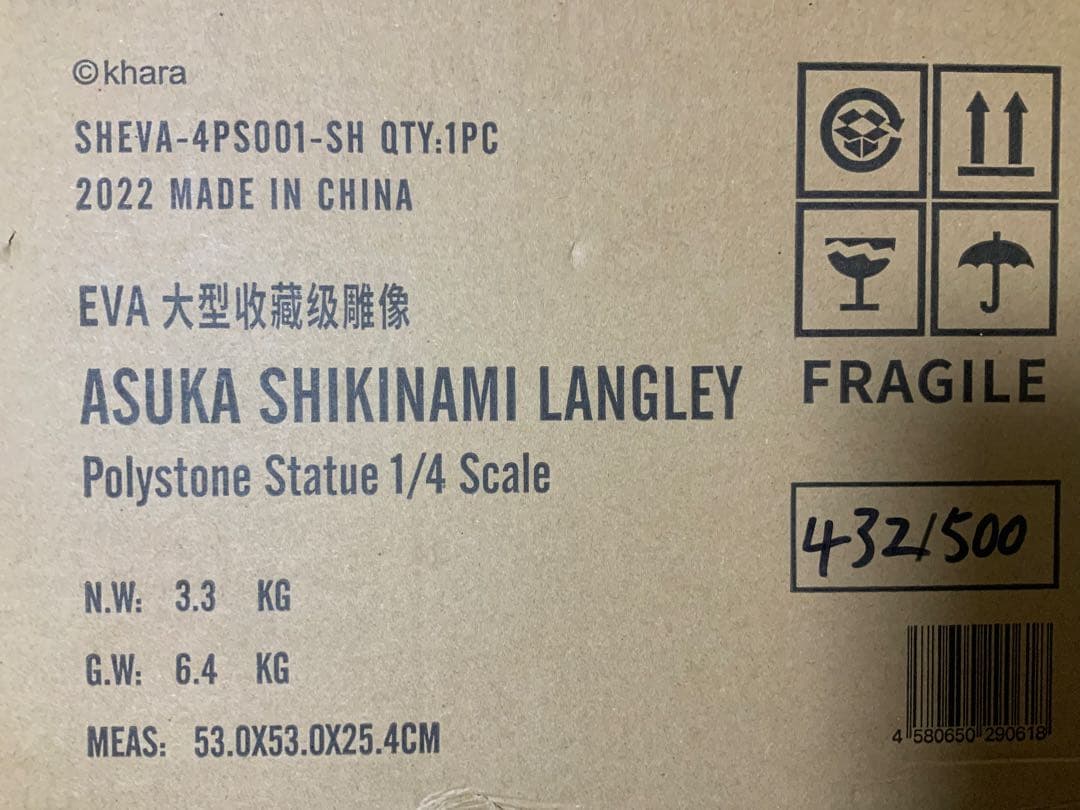 ©khara
SHEVA-4PS001-SH QTY:1PC
2022 MADE IN CHINA
EVA 大型收藏级雕像
ASUKA SHIKINAMI LANGLEY
Polystone Statue 1/4 Scale
N.W: 3.3 KG
G.W: 6.4 KG
MEAS: 53.0X53.0X25.4CM
FRAGILE
432/500
4 580650 290618